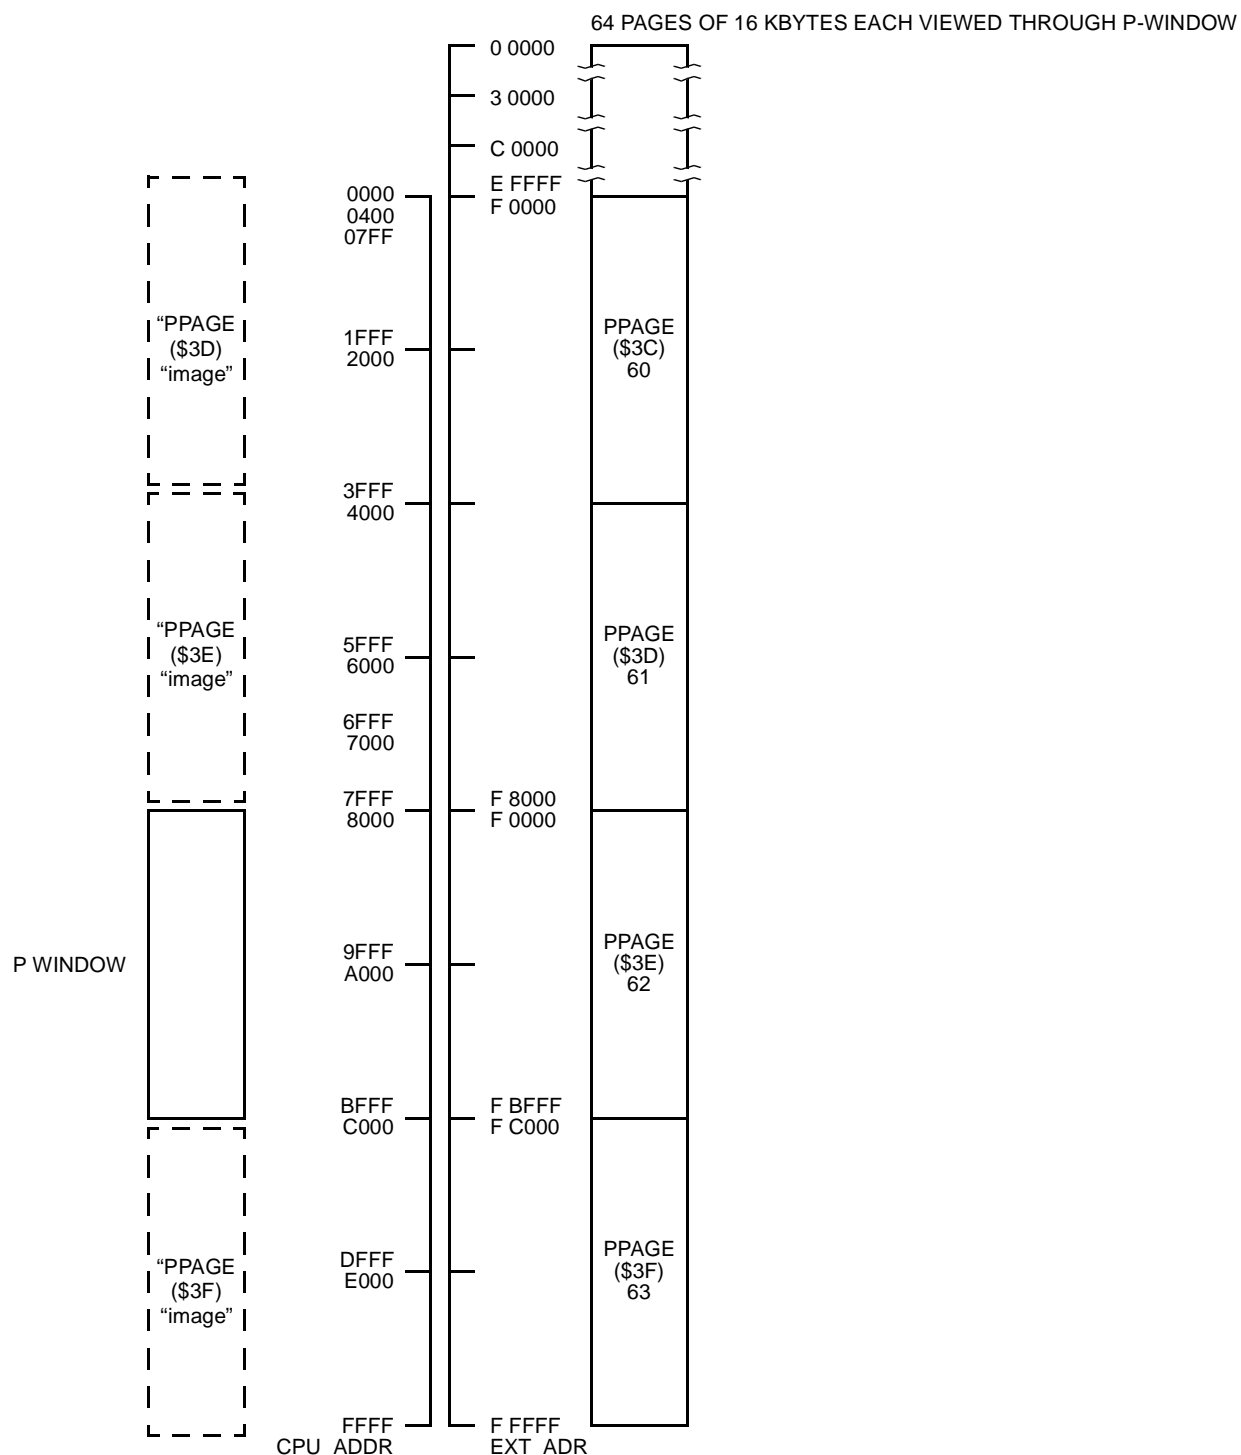 64 PAGES OF 16 KBYTES EACH VIEWED THROUGH P-WINDOW
0 0000
3 0000
C 0000
E FFFF
F 0000
0000
0400
07FF
“PPAGE
($3D)
“image”
1FFF
2000
PPAGE
($3C)
60
3FFF
4000
“PPAGE
($3E)
“image”
5FFF
6000
PPAGE
($3D)
61
6FFF
7000
7FFF
8000
F 8000
F 0000
P WINDOW
9FFF
A000
PPAGE
($3E)
62
BFFF
C000
F BFFF
F C000
“PPAGE
($3F)
“image”
DFFF
E000
PPAGE
($3F)
63
FFFF
CPU ADDR
F FFFF
EXT ADR